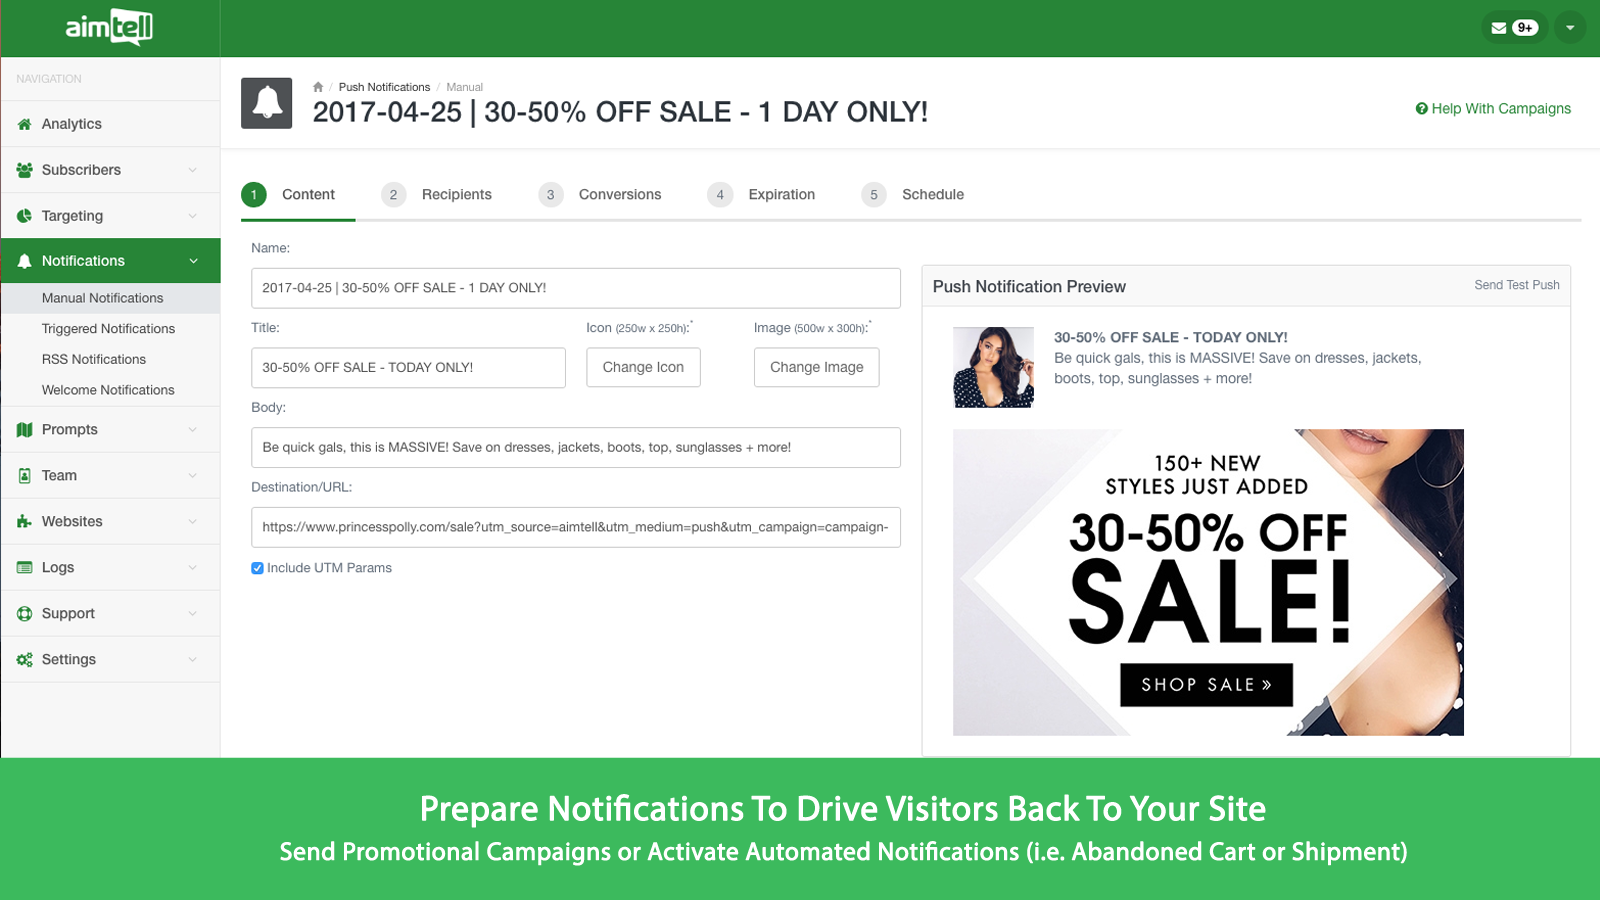 aimtell
9+
NAVIGATION
Analytics
Subscribers
Targeting
Notifications
Manual Notifications
Triggered Notifications
RSS Notifications
Welcome Notifications
Prompts
Team
Websites
Logs
Support
Settings
/ Push Notifications / Manual
2017-04-25 | 30-50% OFF SALE - 1 DAY ONLY!
Help With Campaigns
1 Content 2 Recipients 3 Conversions 4 Expiration 5 Schedule
Name:
2017-04-25 | 30-50% OFF SALE - 1 DAY ONLY!
Title: Icon (250w x 250h):* Image (500w x 300h):*
30-50% OFF SALE - TODAY ONLY! Change Icon Change Image
Body:
Be quick gals, this is MASSIVE! Save on dresses, jackets, boots, top, sunglasses + more!
Destination/URL:
https://www.princesspolly.com/sale?utm_source=aimtell&utm_medium=push&utm_campaign=campaign-
Include UTM Params
Push Notification Preview Send Test Push
30-50% OFF SALE - TODAY ONLY!
Be quick gals, this is MASSIVE! Save on dresses, jackets,
boots, top, sunglasses + more!
150+ NEW
STYLES JUST ADDED
30-50% OFF
SALE!
SHOP SALE »
Prepare Notifications To Drive Visitors Back To Your Site
Send Promotional Campaigns or Activate Automated Notifications (i.e. Abandoned Cart or Shipment)